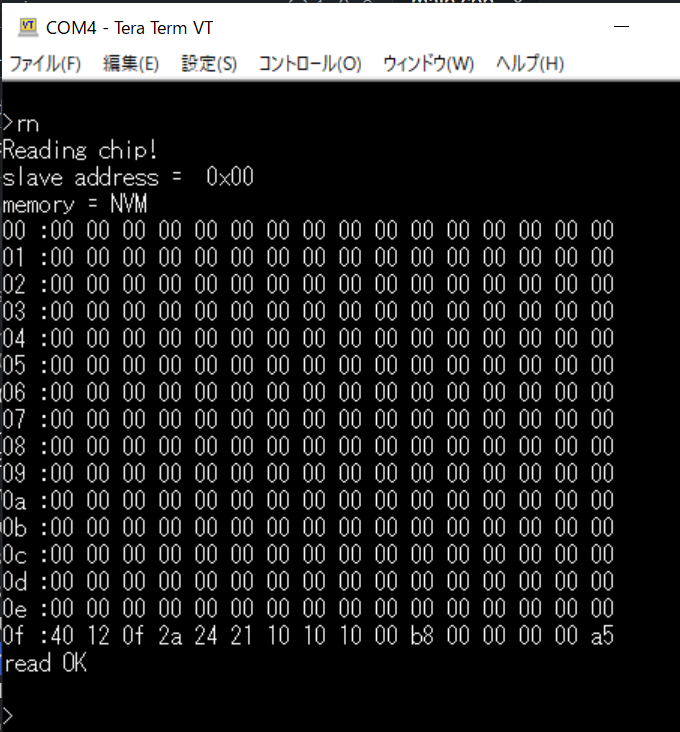 COM4 - Tera Term VT
ファイル(F) 編集(E) 設定(S) コントロール(O) ウィンドウ(W) ヘルプ(H)
>rn
Reading chip!
slave address =  0x00
memory = NVM
00 :00 00 00 00 00 00 00 00 00 00 00 00 00 00 00 00
01 :00 00 00 00 00 00 00 00 00 00 00 00 00 00 00 00
02 :00 00 00 00 00 00 00 00 00 00 00 00 00 00 00 00
03 :00 00 00 00 00 00 00 00 00 00 00 00 00 00 00 00
04 :00 00 00 00 00 00 00 00 00 00 00 00 00 00 00 00
05 :00 00 00 00 00 00 00 00 00 00 00 00 00 00 00 00
06 :00 00 00 00 00 00 00 00 00 00 00 00 00 00 00 00
07 :00 00 00 00 00 00 00 00 00 00 00 00 00 00 00 00
08 :00 00 00 00 00 00 00 00 00 00 00 00 00 00 00 00
09 :00 00 00 00 00 00 00 00 00 00 00 00 00 00 00 00
0a :00 00 00 00 00 00 00 00 00 00 00 00 00 00 00 00
0b :00 00 00 00 00 00 00 00 00 00 00 00 00 00 00 00
0c :00 00 00 00 00 00 00 00 00 00 00 00 00 00 00 00
0d :00 00 00 00 00 00 00 00 00 00 00 00 00 00 00 00
0e :00 00 00 00 00 00 00 00 00 00 00 00 00 00 00 00
0f :40 12 0f 2a 24 21 10 10 10 00 b8 00 00 00 00 a5
read OK
>